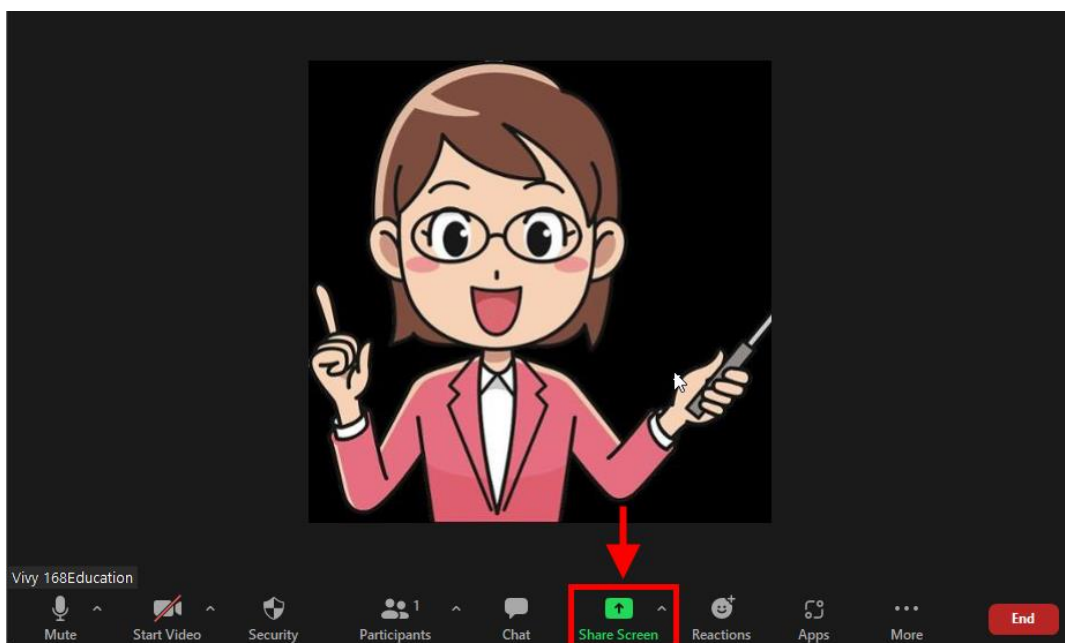 Vivy 168Education
1
Mute Start Video Security Participants Chat Share Screen Reactions Apps More End